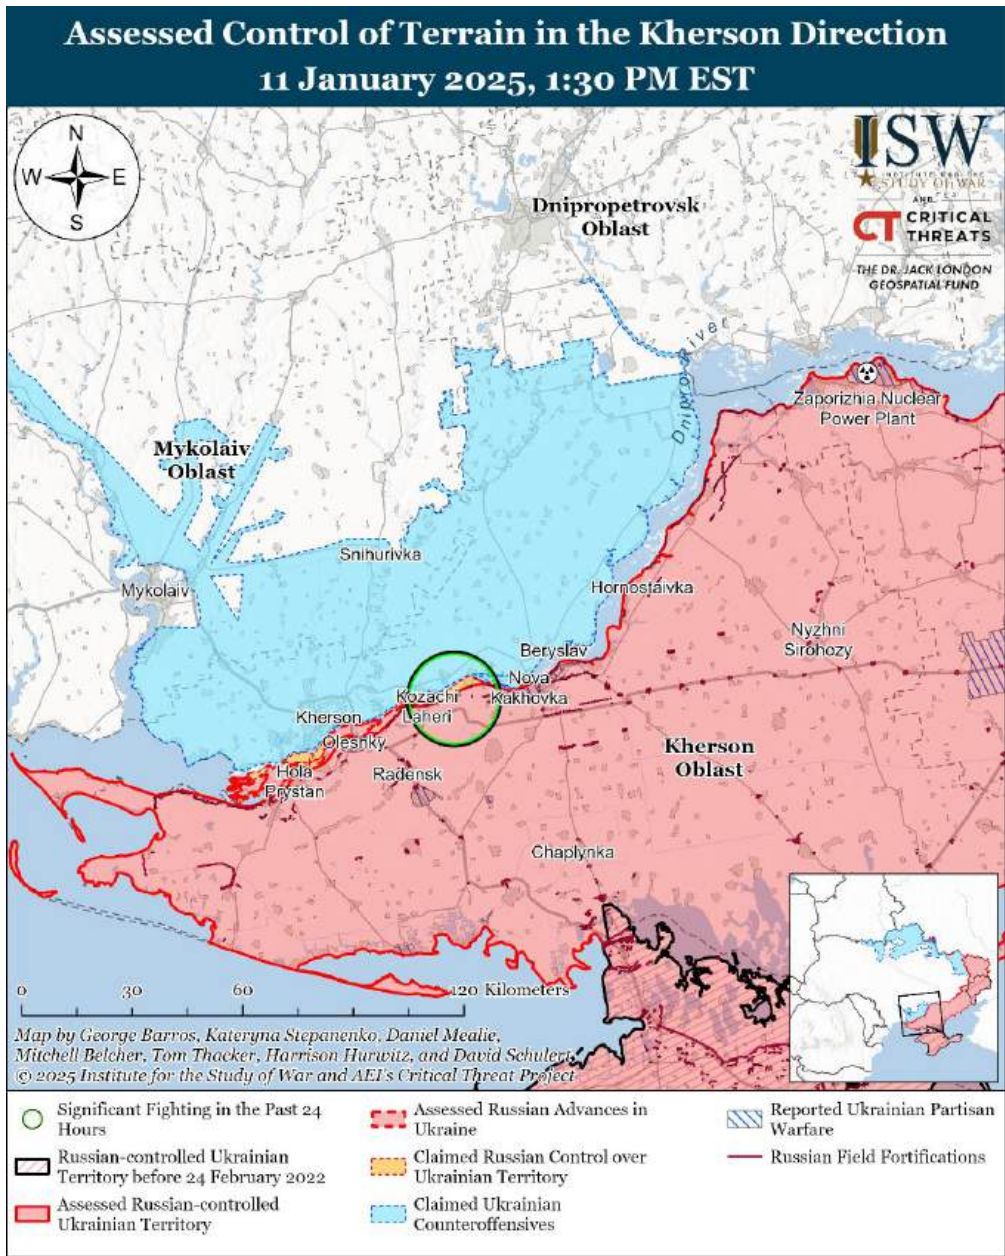 Assessed Control of Terrain in the Kherson Direction
11 January 2025, 1:30 PM EST
N
W
E
S
ISW
INSTITUTE FOR THE
STUDY OF WAR
AND
CT CRITICAL
THREATS
THE DR. JACK LONDON
GEOSPATIAL FUND
Dnipropetrovsk
Oblast
Dnipro River
Zaporizhia Nuclear
Power Plant
Mykolaiv
Oblast
Snihurivka
Mykolaiv
Hornostaivka
Nyzhni
Sirohozy
Beryslav
Nova
Kakhovka
Kozachi
Laheri
Kherson
Oleshky
Kherson
Oblast
Hola
Prystan
Radensk
Chaplynka
0 30 60 120 Kilometers
Map by George Barros, Kateryna Stepanenko, Daniel Mealie,
Mitchell Belcher, Tom Thacker, Harrison Hurwitz, and David Schulert
© 2025 Institute for the Study of War and AEI's Critical Threat Project
Significant Fighting in the Past 24
Hours
Russian-controlled Ukrainian
Territory before 24 February 2022
Assessed Russian-controlled
Ukrainian Territory
Assessed Russian Advances in
Ukraine
Claimed Russian Control over
Ukrainian Territory
Claimed Ukrainian
Counteroffensives
Reported Ukrainian Partisan
Warfare
Russian Field Fortifications